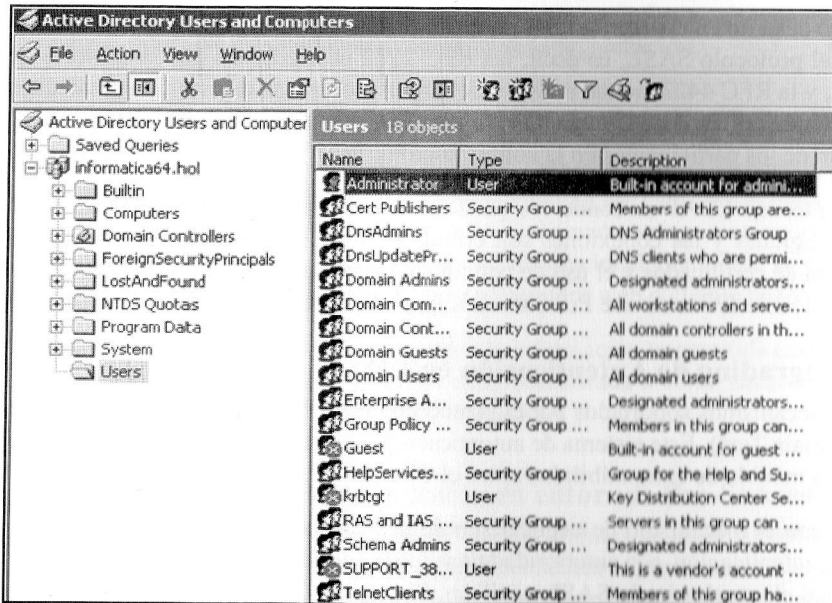 Active Directory Users and Computers
File Action View Window Help
Active Directory Users and Computer
Saved Queries
informatica64.hol
Builtin
Computers
Domain Controllers
ForeignSecurityPrincipals
LostAndFound
NTDS Quotas
Program Data
System
Users
Users 18 objects
Name Type Description
Administrator User Built-in account for admini...
Cert Publishers Security Group ... Members of this group are...
DnsAdmins Security Group ... DNS Administrators Group
DnsUpdatePr... Security Group ... DNS clients who are permi...
Domain Admins Security Group ... Designated administrators...
Domain Com... Security Group ... All workstations and serve...
Domain Cont... Security Group ... All domain controllers in th...
Domain Guests Security Group ... All domain guests
Domain Users Security Group ... All domain users
Enterprise A... Security Group ... Designated administrators...
Group Policy ... Security Group ... Members in this group can...
Guest User Built-in account for guest ...
HelpServices... Security Group ... Group for the Help and Su...
krbtgt User Key Distribution Center Se...
RAS and IAS ... Security Group ... Servers in this group can ...
Schema Admins Security Group ... Designated administrators...
SUPPORT_38... User This is a vendor's account ...
TelnetClients Security Group ... Members of this group ha...